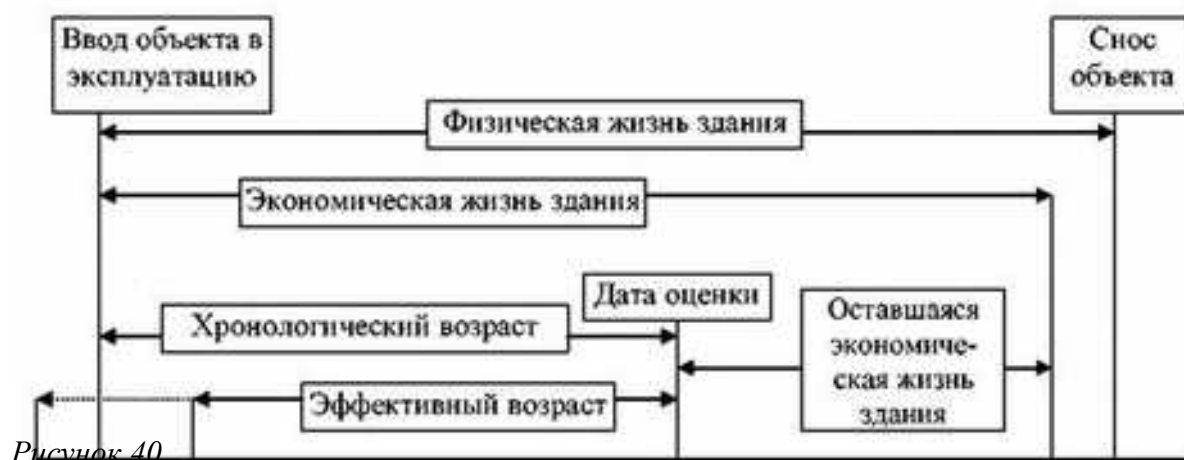 Ввод объекта в
эксплуатацию
Снос
объекта
Физическая жизнь здания
Экономическая жизнь здания
Дата оценки
Хронологический возраст
Оставшаяся
экономиче-
ская жизнь
здания
Эффективный возраст
Рисунок 40